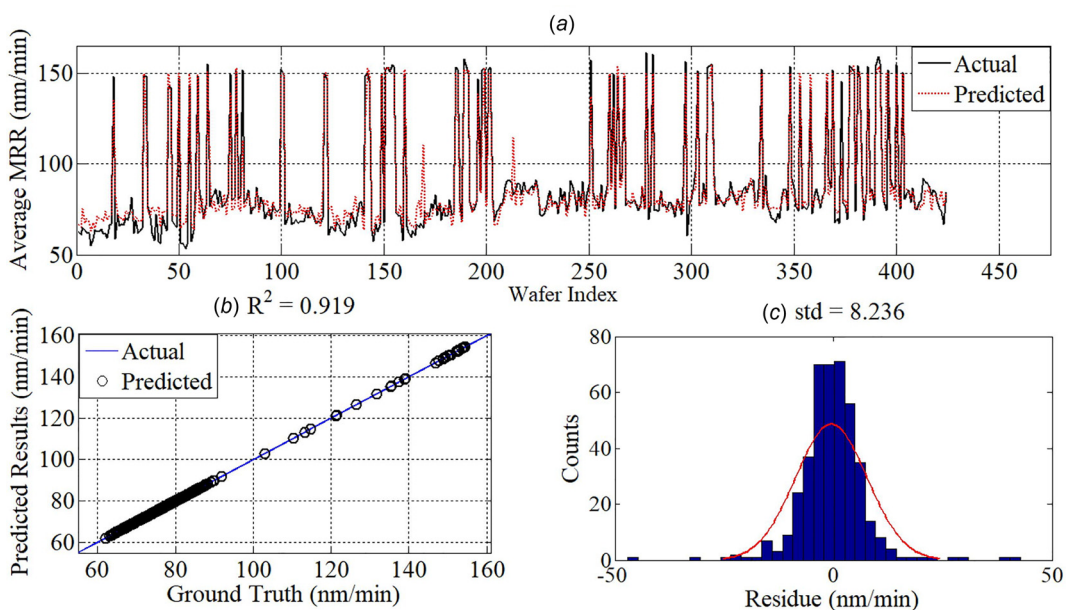 (a)
Average MRR (nm/min)
150
100
50
Actual
Predicted
0 50 100 150 200 250 300 350 400 450
Wafer Index
(b) R² = 0.919
Predicted Results (nm/min)
160
140
120
100
80
60
Actual
Predicted
60 80 100 120 140 160
Ground Truth (nm/min)
(c) std = 8.236
Counts
80
60
40
20
0
-50 0 50
Residue (nm/min)